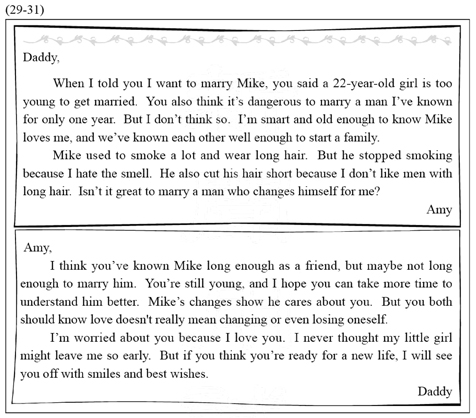 (29-31)
Daddy,
When I told you I want to marry Mike, you said a 22-year-old girl is too
young to get married. You also think it's dangerous to marry a man I've known
for only one year. But I don't think so. I'm smart and old enough to know Mike
loves me, and we've known each other well enough to start a family.
Mike used to smoke a lot and wear long hair. But he stopped smoking
because I hate the smell. He also cut his hair short because I don't like men with
long hair. Isn't it great to marry a man who changes himself for me?
Amy
Amy,
I think you've known Mike long enough as a friend, but maybe not long
enough to marry him. You're still young, and I hope you can take more time to
understand him better. Mike's changes show he cares about you. But you both
should know love doesn't really mean changing or even losing oneself.
I'm worried about you because I love you. I never thought my little girl
might leave me so early. But if you think you're ready for a new life, I will see
you off with smiles and best wishes.
Daddy